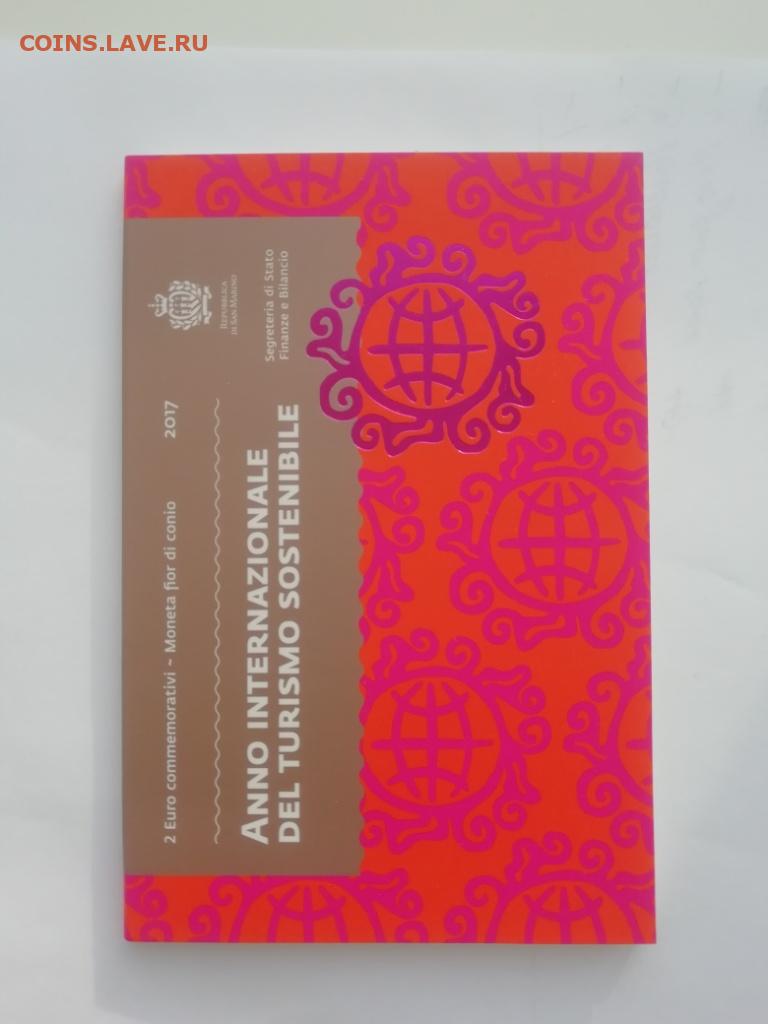 COINS.LAVE.RU
2 Euro commemorativi ~ Moneta fior di conio 2017
ANNO INTERNAZIONALE
DEL TURISMO SOSTENIBILE
REPUBBLICA
DI SAN MARINO
Segreteria di Stato
Finanze e Bilancio